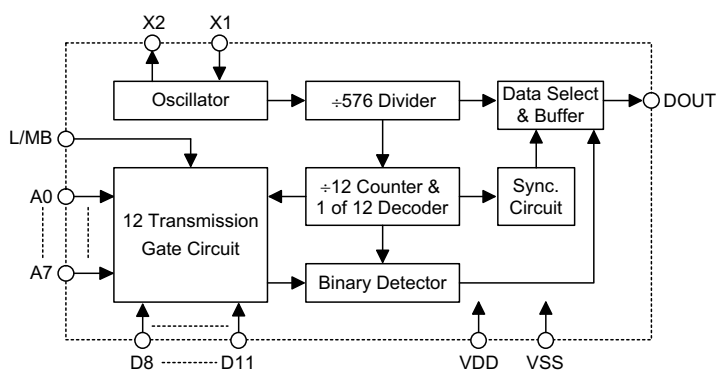 X2
X1
Oscillator
÷576 Divider
Data Select
& Buffer
DOUT
L/MB
A0
12 Transmission
Gate Circuit
÷12 Counter &
1 of 12 Decoder
Sync.
Circuit
A7
Binary Detector
D8
D11
VDD
VSS